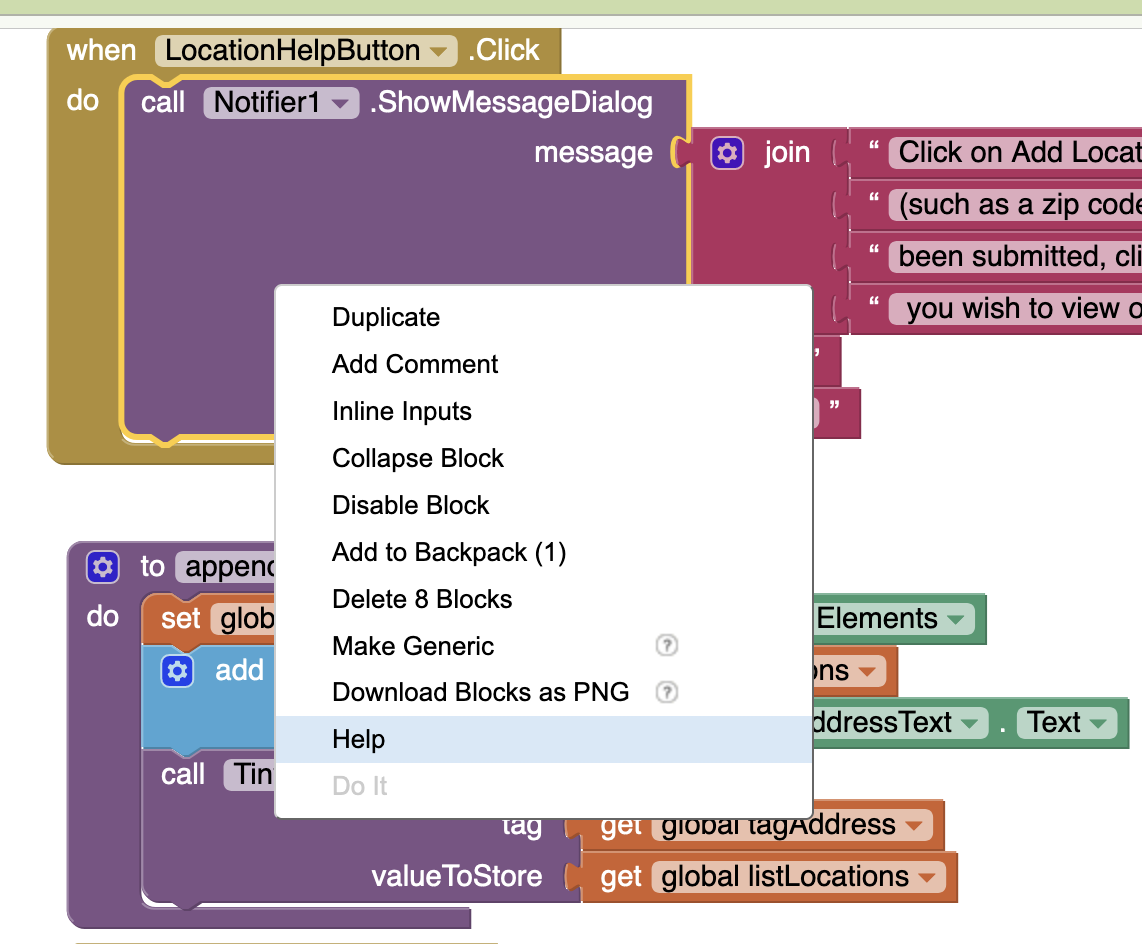 when LocationHelpButton .Click
do call Notifier1 .ShowMessageDialog
message join “ Click on Add Locat
“ (such as a zip code
“ been submitted, cli
“ you wish to view o
”
”
Duplicate
Add Comment
Inline Inputs
Collapse Block
Disable Block
Add to Backpack (1)
Delete 8 Blocks
Make Generic ?
Download Blocks as PNG ?
Help
Do It
to appen
do set glob Elements
add ns
ddressText . Text
call Tin
tag get global tagAddress
valueToStore get global listLocations